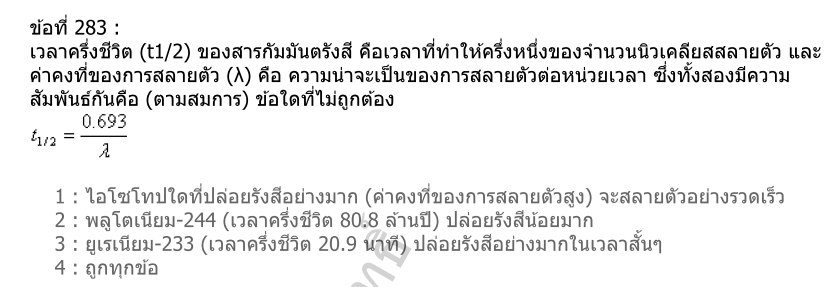 ข้อที่ 283 :
เวลาครึ่งชีวิต (t1/2) ของสารกัมมันตรังสี คือเวลาที่ทำให้ครึ่งหนึ่งของจำนวนนิวเคลียสสลายตัว และ
ค่าคงที่ของการสลายตัว (λ) คือ ความน่าจะเป็นของการสลายตัวต่อหน่วยเวลา ซึ่งทั้งสองมีความ
สัมพันธ์กันคือ (ตามสมการ) ข้อใดที่ไม่ถูกต้อง
t1/2 = 0.693/λ
1 : ไอโซโทปใดที่ปล่อยรังสีอย่างมาก (ค่าคงที่ของการสลายตัวสูง) จะสลายตัวอย่างรวดเร็ว
2 : พลูโตเนียม-244 (เวลาครึ่งชีวิต 80.8 ล้านปี) ปล่อยรังสีน้อยมาก
3 : ยูเรเนียม-233 (เวลาครึ่งชีวิต 20.9 นาที) ปล่อยรังสีอย่างมากในเวลาสั้นๆ
4 : ถูกทุกข้อ